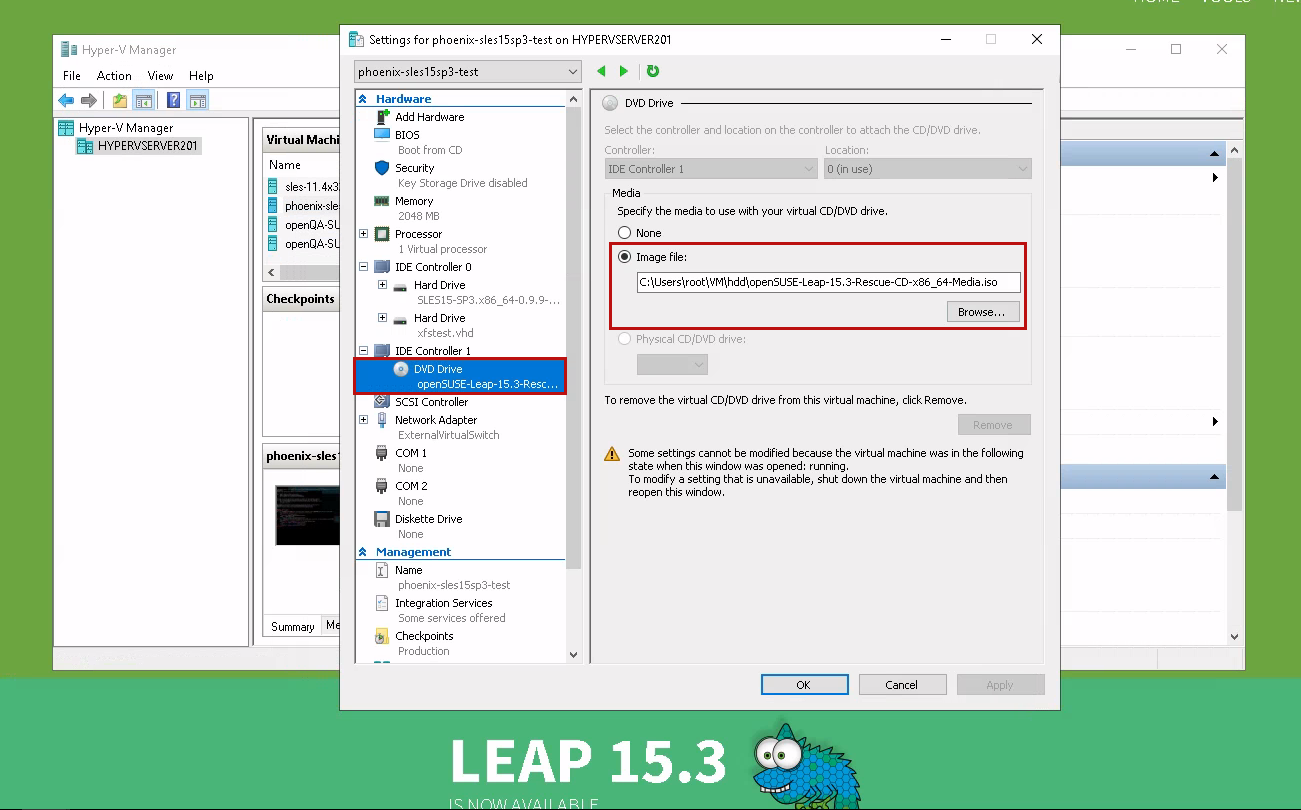 HOME TOOLS
Hyper-V Manager
File Action View Help
Hyper-V Manager
HYPERVSERVER201
Virtual Machi
Name
sles-11.4x3
phoenix-sles
openQA-SU
openQA-SU
Checkpoints
phoenix-sles1
Summary Me
Settings for phoenix-sles15sp3-test on HYPERVSERVER201
phoenix-sles15sp3-test
Hardware
Add Hardware
BIOS
Boot from CD
Security
Key Storage Drive disabled
Memory
2048 MB
Processor
1 Virtual processor
IDE Controller 0
Hard Drive
SLES15-SP3.x86_64-0.9.9-...
Hard Drive
xfstest.vhd
IDE Controller 1
DVD Drive
openSUSE-Leap-15.3-Resc...
SCSI Controller
Network Adapter
ExternalVirtualSwitch
COM 1
None
COM 2
None
Diskette Drive
None
Management
Name
phoenix-sles15sp3-test
Integration Services
Some services offered
Checkpoints
Production
DVD Drive
Select the controller and location on the controller to attach the CD/DVD drive.
Controller: Location:
IDE Controller 1 0 (in use)
Media
Specify the media to use with your virtual CD/DVD drive.
None
Image file:
C:\Users\root\VM\hdd\openSUSE-Leap-15.3-Rescue-CD-x86_64-Media.iso
Browse...
Physical CD/DVD drive:
To remove the virtual CD/DVD drive from this virtual machine, click Remove.
Remove
Some settings cannot be modified because the virtual machine was in the following
state when this window was opened: running.
To modify a setting that is unavailable, shut down the virtual machine and then
reopen this window.
OK Cancel Apply
LEAP 15.3
IS NOW AVAILABLE